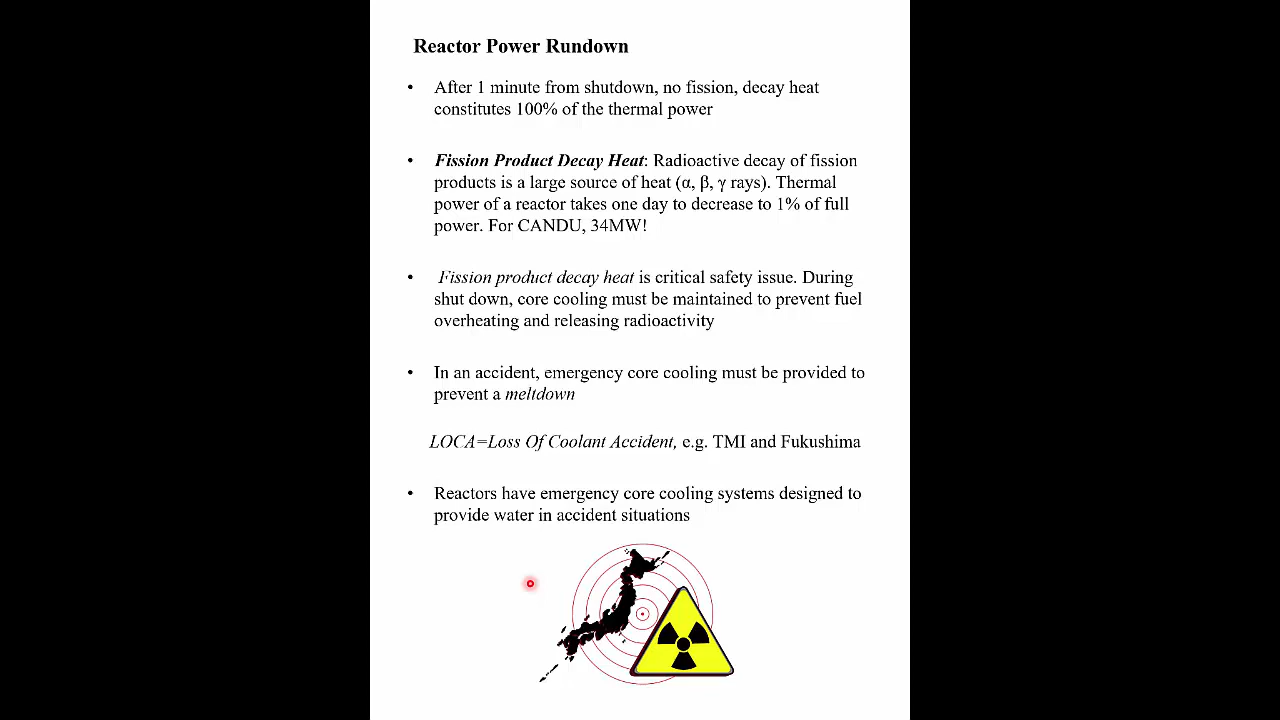 Reactor Power Rundown
• After 1 minute from shutdown, no fission, decay heat
constitutes 100% of the thermal power
• Fission Product Decay Heat: Radioactive decay of fission
products is a large source of heat (α, β, γ rays). Thermal
power of a reactor takes one day to decrease to 1% of full
power. For CANDU, 34MW!
• Fission product decay heat is critical safety issue. During
shut down, core cooling must be maintained to prevent fuel
overheating and releasing radioactivity
• In an accident, emergency core cooling must be provided to
prevent a meltdown
LOCA=Loss Of Coolant Accident, e.g. TMI and Fukushima
• Reactors have emergency core cooling systems designed to
provide water in accident situations